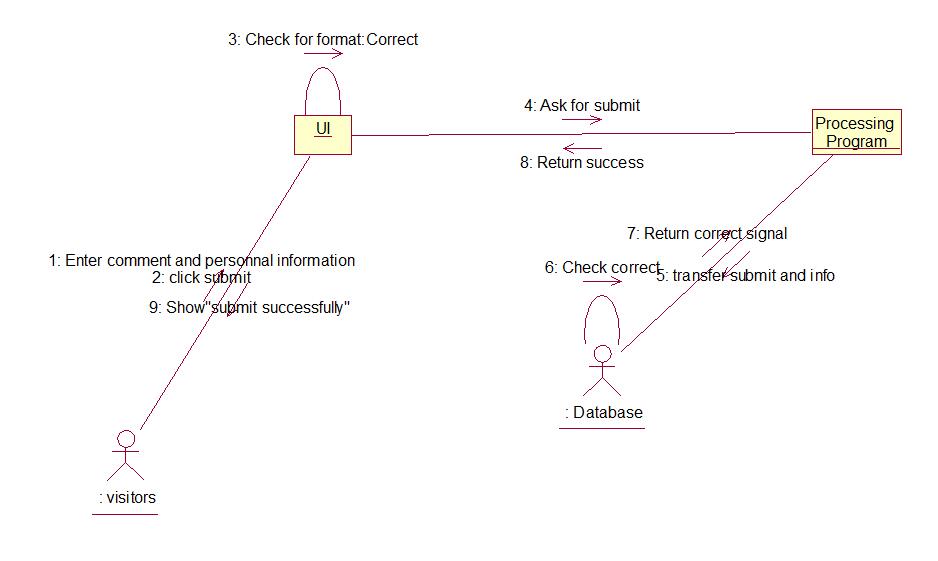 3: Check for format:Correct
UI
4: Ask for submit
8: Return success
Processing
Program
7: Return correct signal
6: Check correct
5: transfer submit and info
1: Enter comment and personnal information
2: click submit
9: Show"submit successfully"
: Database
: visitors